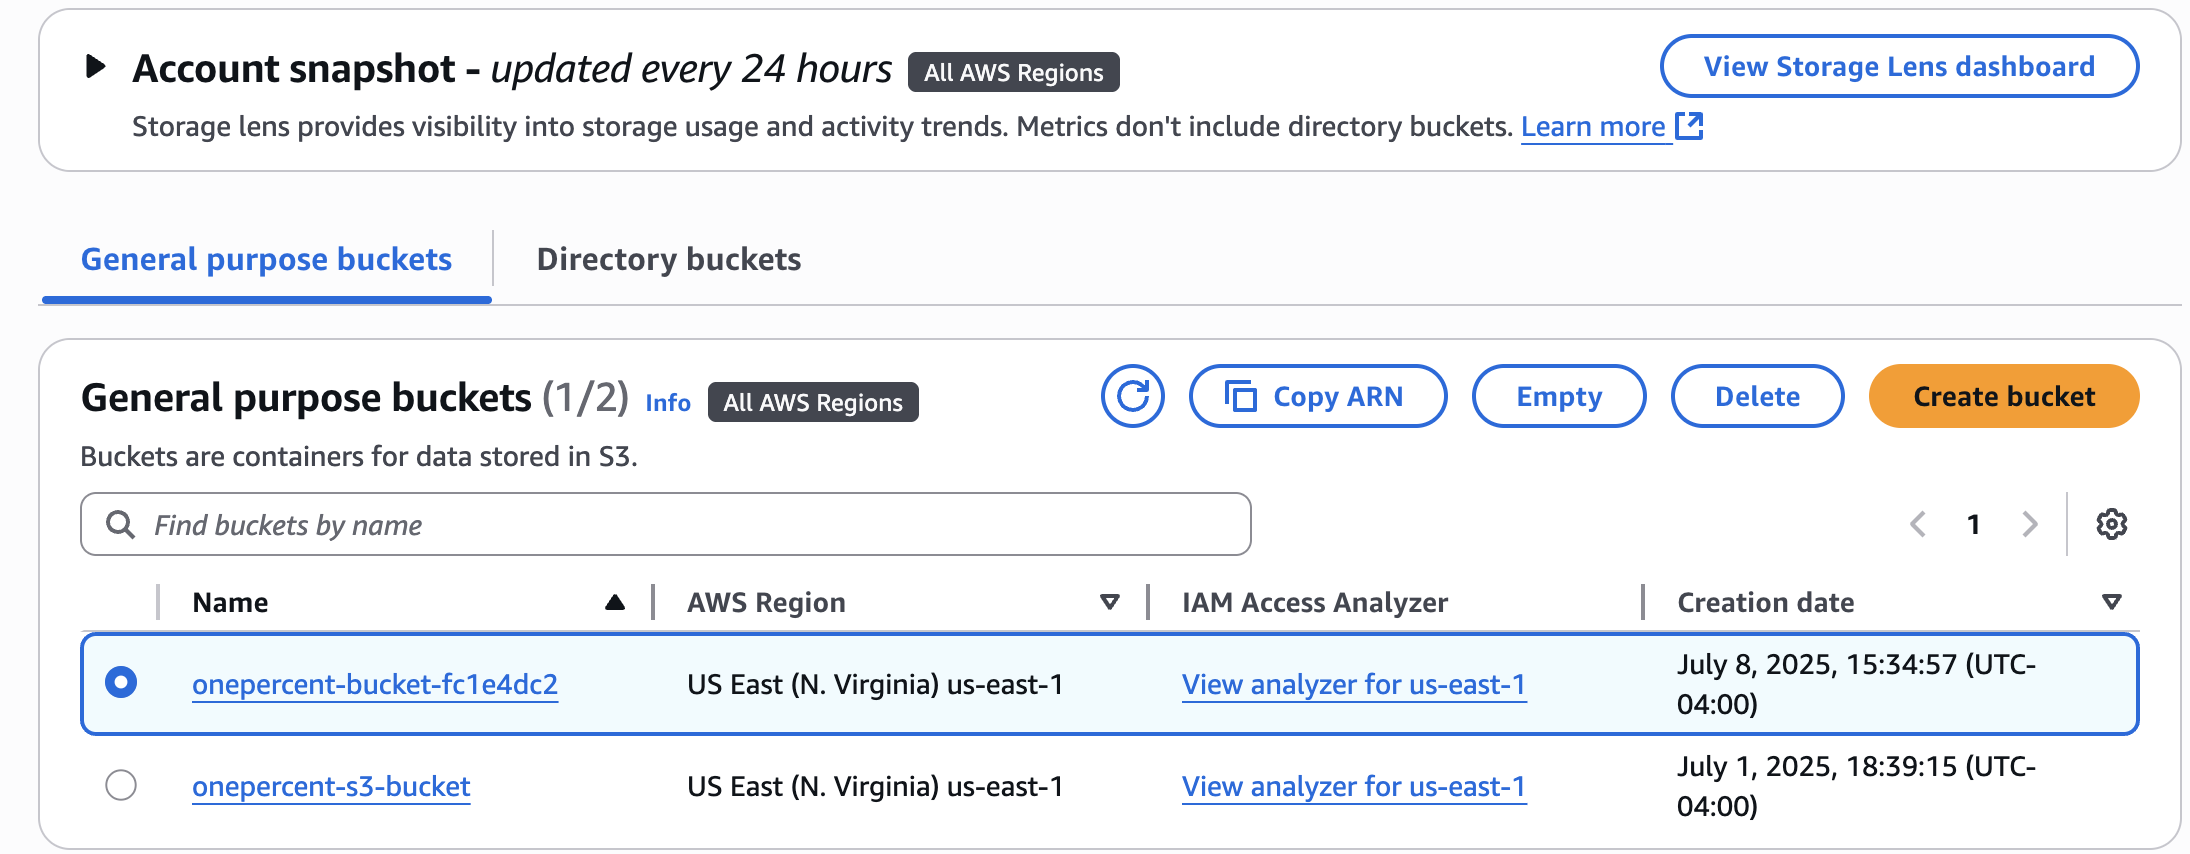 Account snapshot - updated every 24 hours All AWS Regions View Storage Lens dashboard
Storage lens provides visibility into storage usage and activity trends. Metrics don't include directory buckets. Learn more
General purpose buckets Directory buckets
General purpose buckets (1/2) Info All AWS Regions Copy ARN Empty Delete Create bucket
Buckets are containers for data stored in S3.
Find buckets by name 1
Name AWS Region IAM Access Analyzer Creation date
onepercent-bucket-fc1e4dc2 US East (N. Virginia) us-east-1 View analyzer for us-east-1 July 8, 2025, 15:34:57 (UTC-
04:00)
onepercent-s3-bucket US East (N. Virginia) us-east-1 View analyzer for us-east-1 July 1, 2025, 18:39:15 (UTC-
04:00)